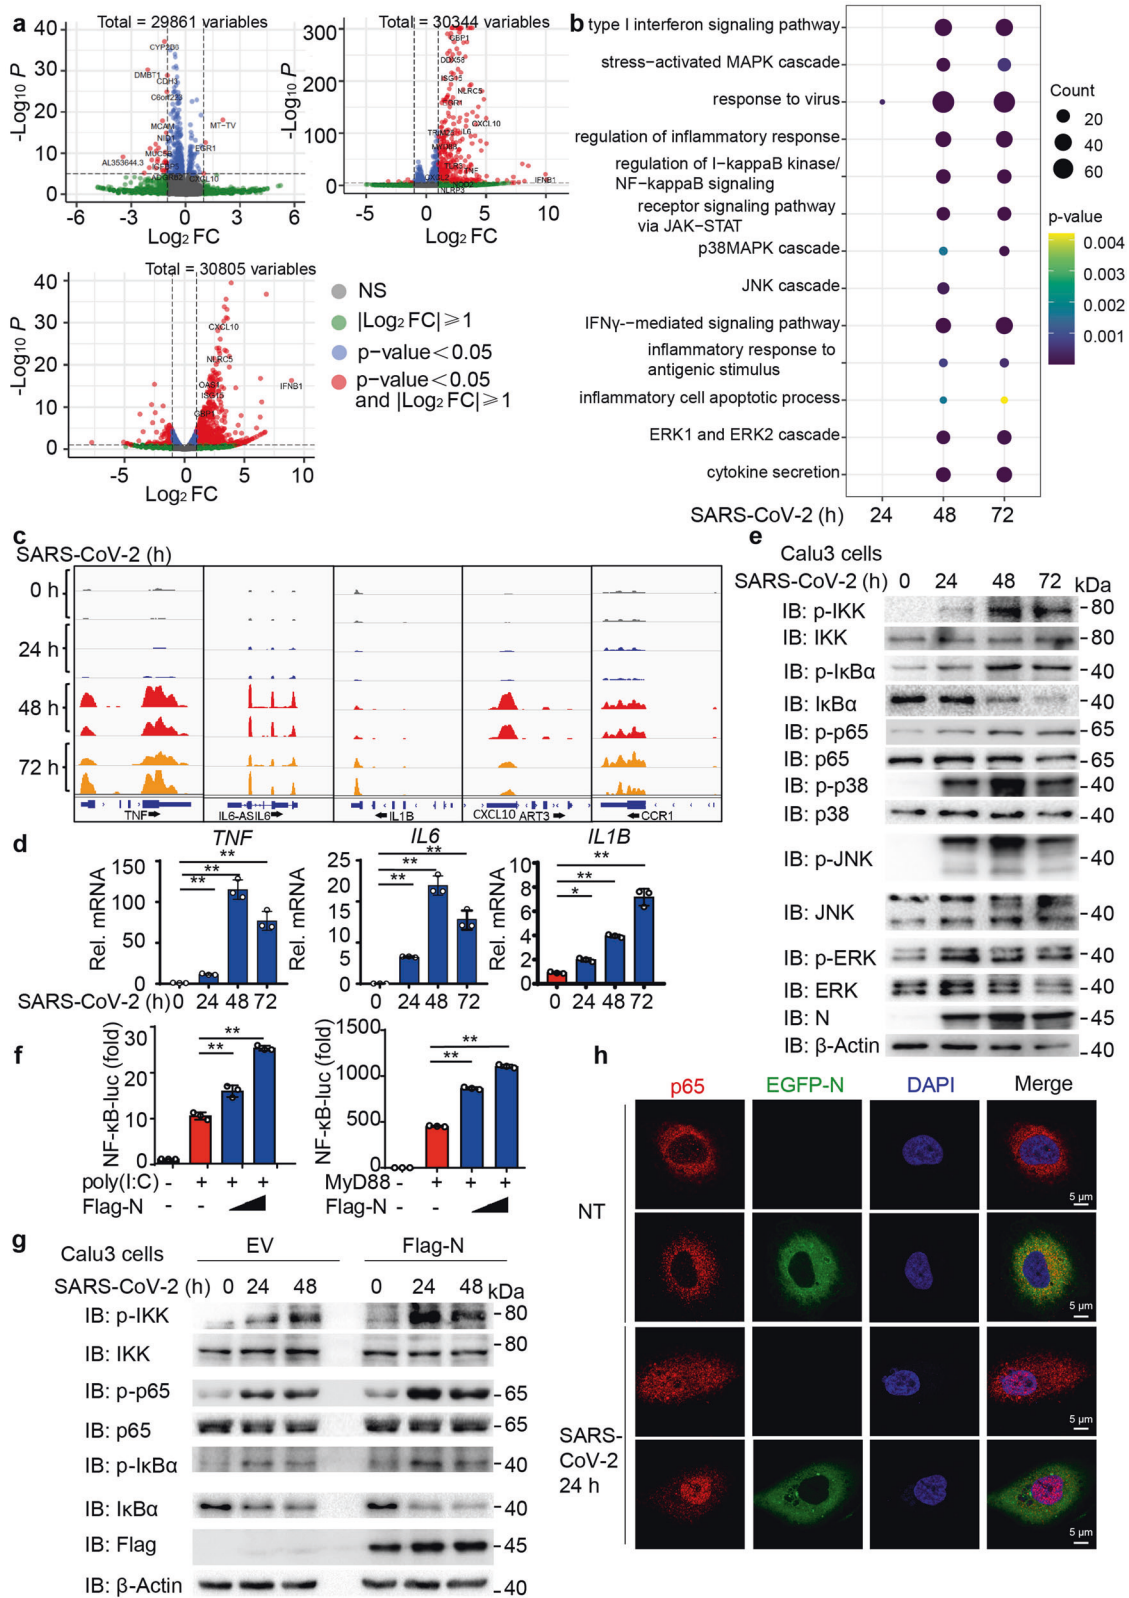 a
Total = 29861 variables
40
30
20
10
0
-Log10 P
CYP2D6
DMBT1
CDH3
C6orf223
MCAM
NID1
MUC5B
AL353644.3
ADGRB2
MT-TV
EGR1
CXCL10
-6 -3 0 3 6
Log2 FC
Total = 30344 variables
300
200
100
0
-Log10 P
GBP1
DDX58
ISG15
NLRC5
CXCL10
IL6
TLR3
TNF
NOD2
NLRP3
IFNB1
-5 0 5 10
Log2 FC
Total = 30805 variables
40
30
20
10
0
-Log10 P
CXCL10
NLRC5
OAS1
ISG15
GBP1
IFNB1
-5 0 5 10
Log2 FC
NS
|Log2 FC|⩾1
p-value<0.05
p-value<0.05
and |Log2 FC|⩾1
b
type I interferon signaling pathway
stress-activated MAPK cascade
response to virus
regulation of inflammatory response
regulation of I-kappaB kinase/
NF-kappaB signaling
receptor signaling pathway
via JAK-STAT
p38MAPK cascade
JNK cascade
IFNγ--mediated signaling pathway
inflammatory response to
antigenic stimulus
inflammatory cell apoptotic process
ERK1 and ERK2 cascade
cytokine secretion
SARS-CoV-2 (h) 24 48 72
Count
20
40
60
p-value
0.004
0.003
0.002
0.001
c
SARS-CoV-2 (h)
0 h
24 h
48 h
72 h
TNF
IL6-AS IL6
IL1B
CXCL10 ART3
CCR1
d
TNF
Rel. mRNA
150
100
50
0
** ** **
IL6
Rel. mRNA
25
20
15
10
5
0
** ** **
IL1B
Rel. mRNA
10
8
6
4
2
0
** ** *
SARS-CoV-2 (h) 0 24 48 72
0 24 48 72
0 24 48 72
e
Calu3 cells
SARS-CoV-2 (h) 0 24 48 72 kDa
IB: p-IKK -80
IB: IKK -80
IB: p-IκBα -40
IB: IκBα -40
IB: p-p65 -65
IB: p65 -65
IB: p-p38 -40
IB: p38 -40
IB: p-JNK -40
IB: JNK -40
IB: p-ERK -40
IB: ERK -40
IB: N -45
IB: β-Actin -40
f
NF-κB-luc (fold)
30
20
10
0
** **
poly(I:C) - + + +
Flag-N - -
NF-κB-luc (fold)
1500
1000
500
0
** **
MyD88 - + + +
Flag-N - -
g
Calu3 cells EV Flag-N
SARS-CoV-2 (h) 0 24 48 0 24 48 kDa
IB: p-IKK -80
IB: IKK -80
IB: p-p65 -65
IB: p65 -65
IB: p-IκBα -40
IB: IκBα -40
IB: Flag -45
IB: β-Actin -40
h
p65 EGFP-N DAPI Merge
NT
5 µm
5 µm
SARS-
CoV-2
24 h
5 µm
5 µm